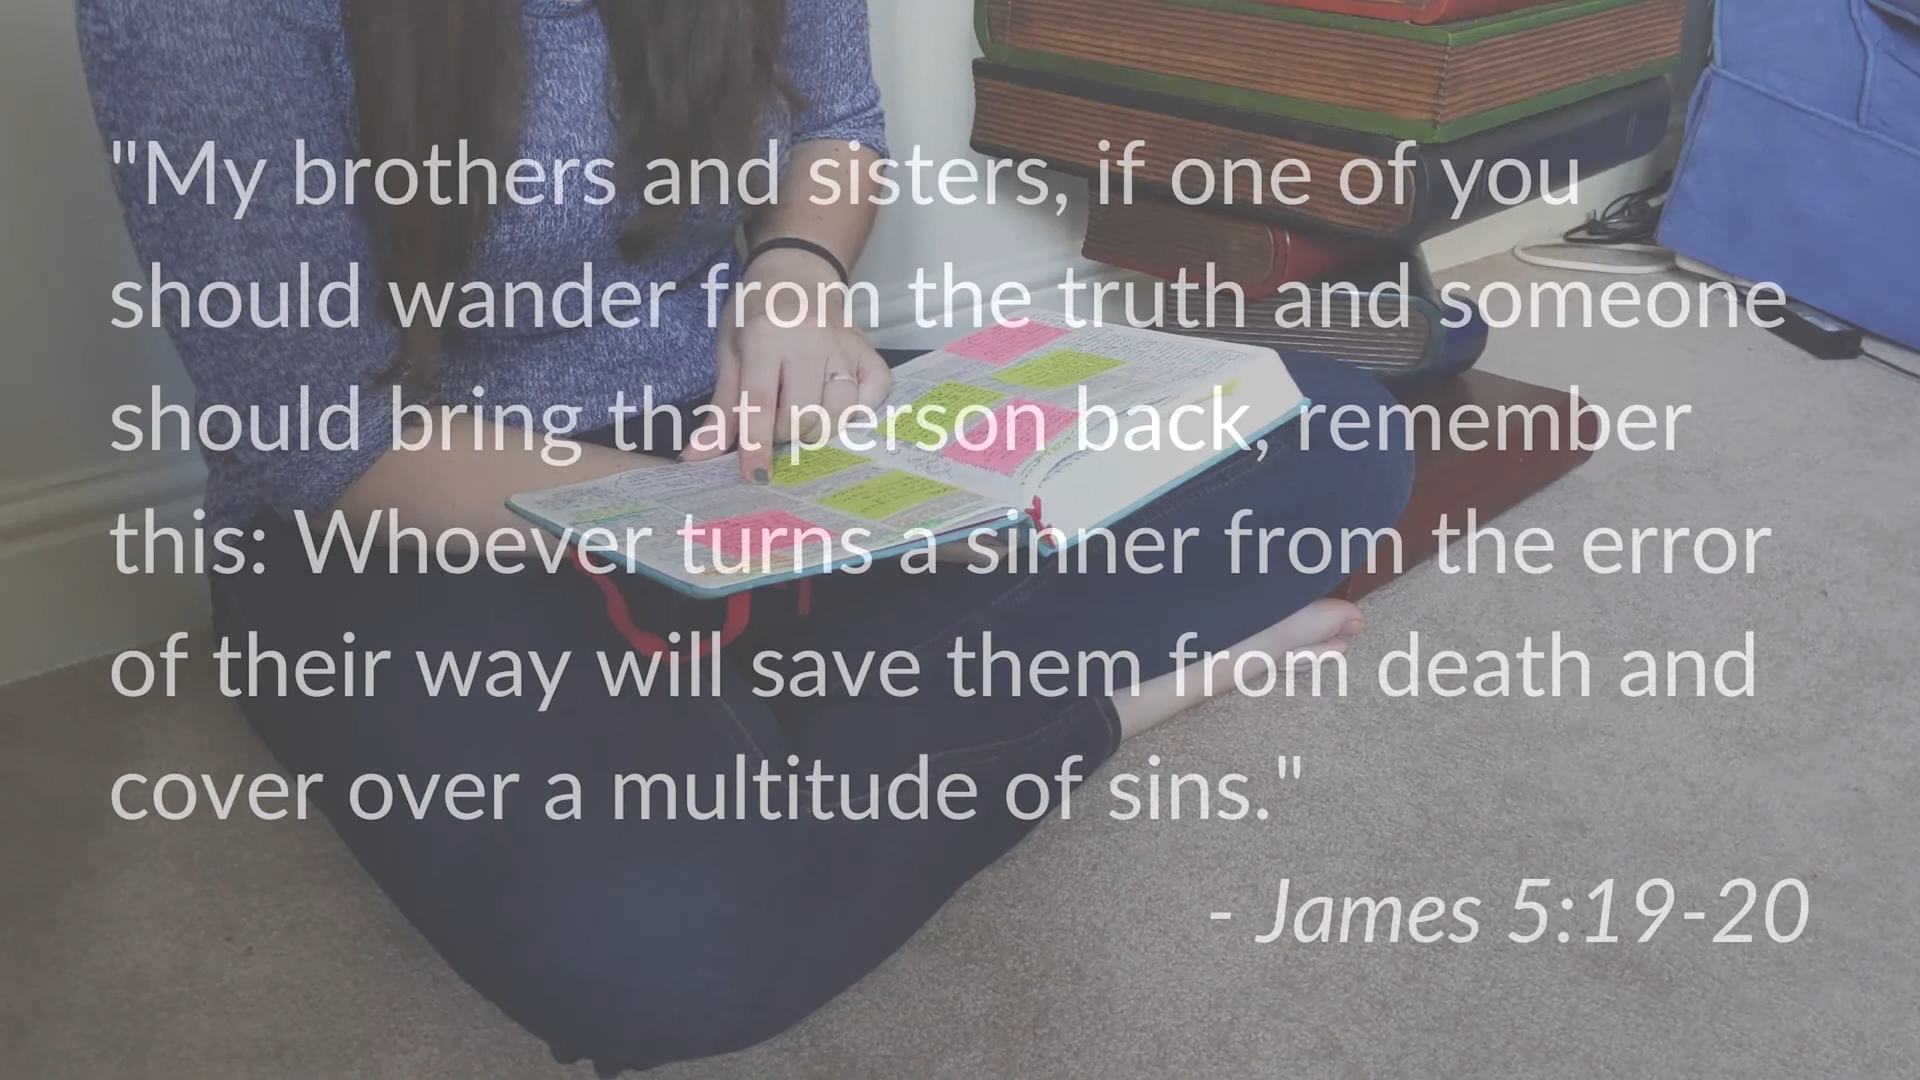 "My brothers and sisters, if one of you
should wander from the truth and someone
should bring that person back, remember
this: Whoever turns a sinner from the error
of their way will save them from death and
cover over a multitude of sins."
- James 5:19-20